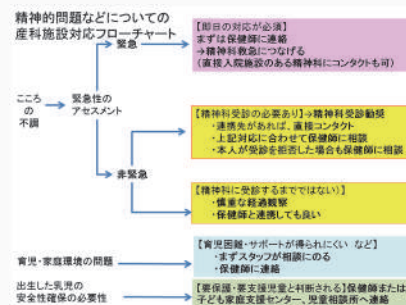 精神的問題などについての
産科施設対応フローチャート
緊急
【即日の対応が必須】
まずは保健師に連絡
→精神科救急につなげる
（直接入院施設のある精神科にコンタクトも可）
こころ
の
不調
緊急性の
アセスメント
【精神科受診の必要あり】→精神科受診勧奨
・連携先があれば、直接コンタクト
・上記対応に合わせて保健師に相談
・本人が受診を拒否した場合も保健師に相談
非緊急
【精神科に受診するまでではない）】
・慎重な経過観察
・保健師と連携しても良い
育児・家庭環境の問題
【育児困難・サポートが得られにくい など】
・まずスタッフが相談にのる
・保健師に連絡
出生した乳児の
安全性確保の必要性
【要保護・要支援児童と判断される】保健師または
子ども家庭支援センター、児童相談所へ連絡